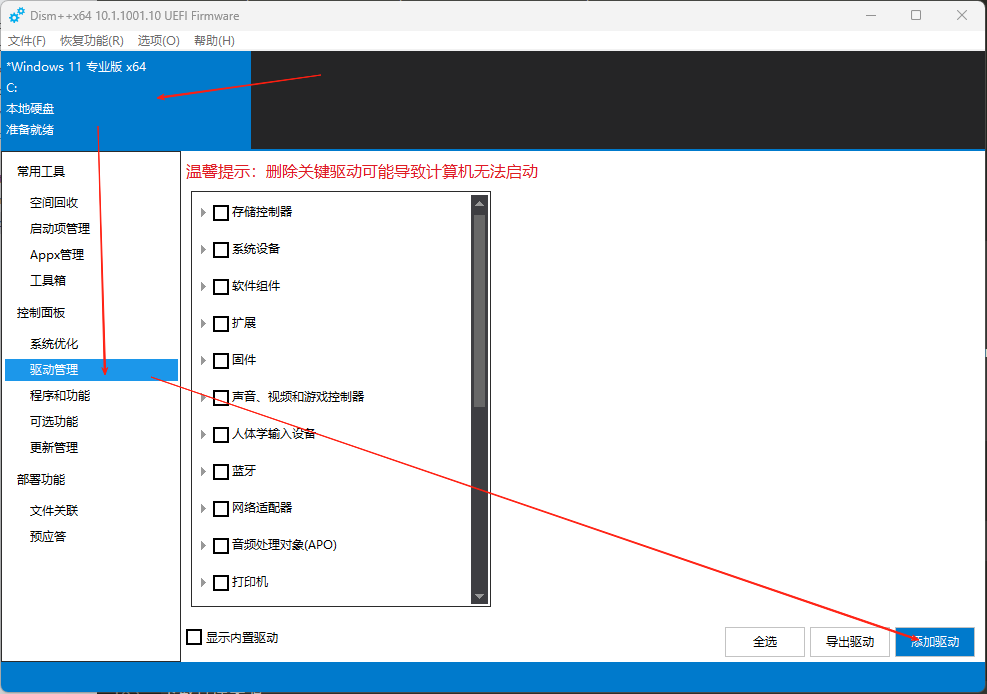 Dism++x64 10.1.1001.10 UEFI Firmware
文件(F) 恢复功能(R) 选项(O) 帮助(H)
*Windows 11 专业版 x64
C:
本地硬盘
准备就绪
常用工具
空间回收
启动项管理
Appx管理
工具箱
控制面板
系统优化
驱动管理
程序和功能
可选功能
更新管理
部署功能
文件关联
预应答
温馨提示：删除关键驱动可能导致计算机无法启动
存储控制器
系统设备
软件组件
扩展
固件
声音、视频和游戏控制器
人体学输入设备
蓝牙
网络适配器
音频处理对象(APO)
打印机
显示内置驱动
全选 导出驱动 添加驱动